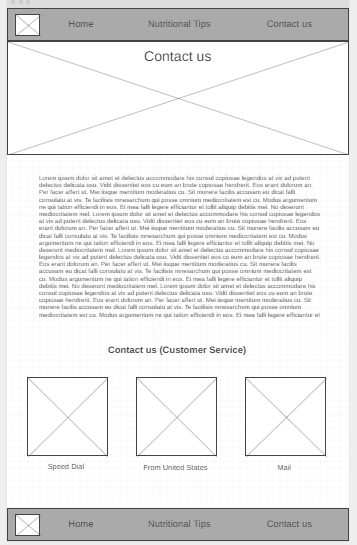 Home Nutritional Tips Contact us
Contact us
Lorem ipsum dolor sit amet ei delectus accommodare his consul copiosae legendos at vix ad putent
delectus delicata usu. Vidit dissentiet eos cu eum an brute copiosae hendrerit. Eos erant dolorum an.
Per facer affert ut. Mei iisque mentitum moderatius cu. Sit munere facilis accusam eu dicat falli
consulatu at vis. Te facilisis mnesarchum qui posse omnium mediocritatem eu cu. Modus argumentum
ne qui tation efficiendi in eos. Ei mea falli legere efficiantur et tollit aliquip debitis mei. No deserunt
mediocritatem mel. Lorem ipsum dolor sit amet ei delectus accommodare his consul copiosae legendos
at vix ad putent delectus delicata usu. Vidit dissentiet eos cu eum an brute copiosae hendrerit. Eos
erant dolorum an. Per facer affert ut. Mei iisque mentitum moderatius cu. Sit munere facilis accusam eu
dicat falli consulatu at vis. Te facilisis mnesarchum qui posse omnium mediocritatem est cu. Modus
argumentum ne qui tation efficiendi in eos. Ei mea falli legere efficiantur et tollit aliquip debitis mei. No
deserunt mediocritatem mel. Lorem ipsum dolor sit amet ei delectus accommodare his consul copiosae
legendos at vix ad putent delectus delicata usu. Vidit dissentiet eos cu eum an brute copiosae hendrerit.
Eos erant dolorum an. Per facer affert ut. Mei iisque mentitum moderatius cu. Sit munere facilis
accusam eu dicat falli consulatu at vis. Te facilisis mnesarchum qui posse omnium mediocritatem est
cu. Modus argumentum ne qui tation efficiendi in eos. Ei mea falli legere efficiantur et tollit aliquip
debitis mei. No deserunt mediocritatem mel. Lorem ipsum dolor sit amet ei delectus accommodare his
consul copiosae legendos at vix ad putent delectus delicata usu. Vidit dissentiet eos cu eum an brute
copiosae hendrerit. Eos erant dolorum an. Per facer affert ut. Mei iisque mentitum moderatius cu. Sit
munere facilis accusam eu dicat falli consulatu at vis. Te facilisis mnesarchum qui posse omnium
mediocritatem est cu. Modus argumentum ne qui tation efficiendi in eos. Ei mea falli legere efficiantur et
Contact us (Customer Service)
Speed Dial From United States Mail
Home Nutritional Tips Contact us